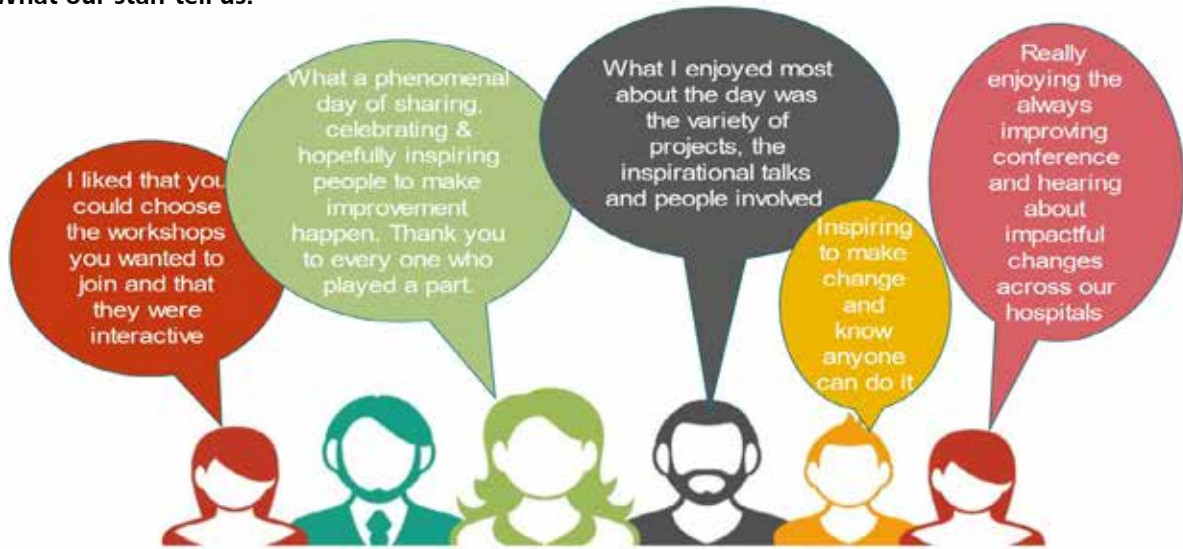 What our staff tell us:
I liked that you
could choose
the workshops
you wanted to
join and that
they were
interactive
What a phenomenal
day of sharing,
celebrating &
hopefully inspiring
people to make
improvement
happen. Thank you
to every one who
played a part.
What I enjoyed most
about the day was
the variety of
projects, the
inspirational talks
and people involved
Inspiring
to make
change
and
know
anyone
can do it
Really
enjoying the
always
improving
conference
and hearing
about
impactful
changes
across our
hospitals